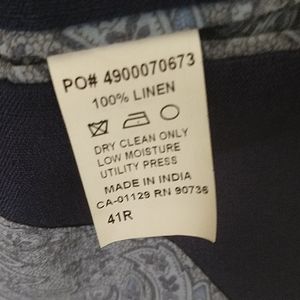 PO# 4900070673
100% LINEN
DRY CLEAN ONLY
LOW MOISTURE
UTILITY PRESS
MADE IN INDIA
CA-01129 RN 90736
41R